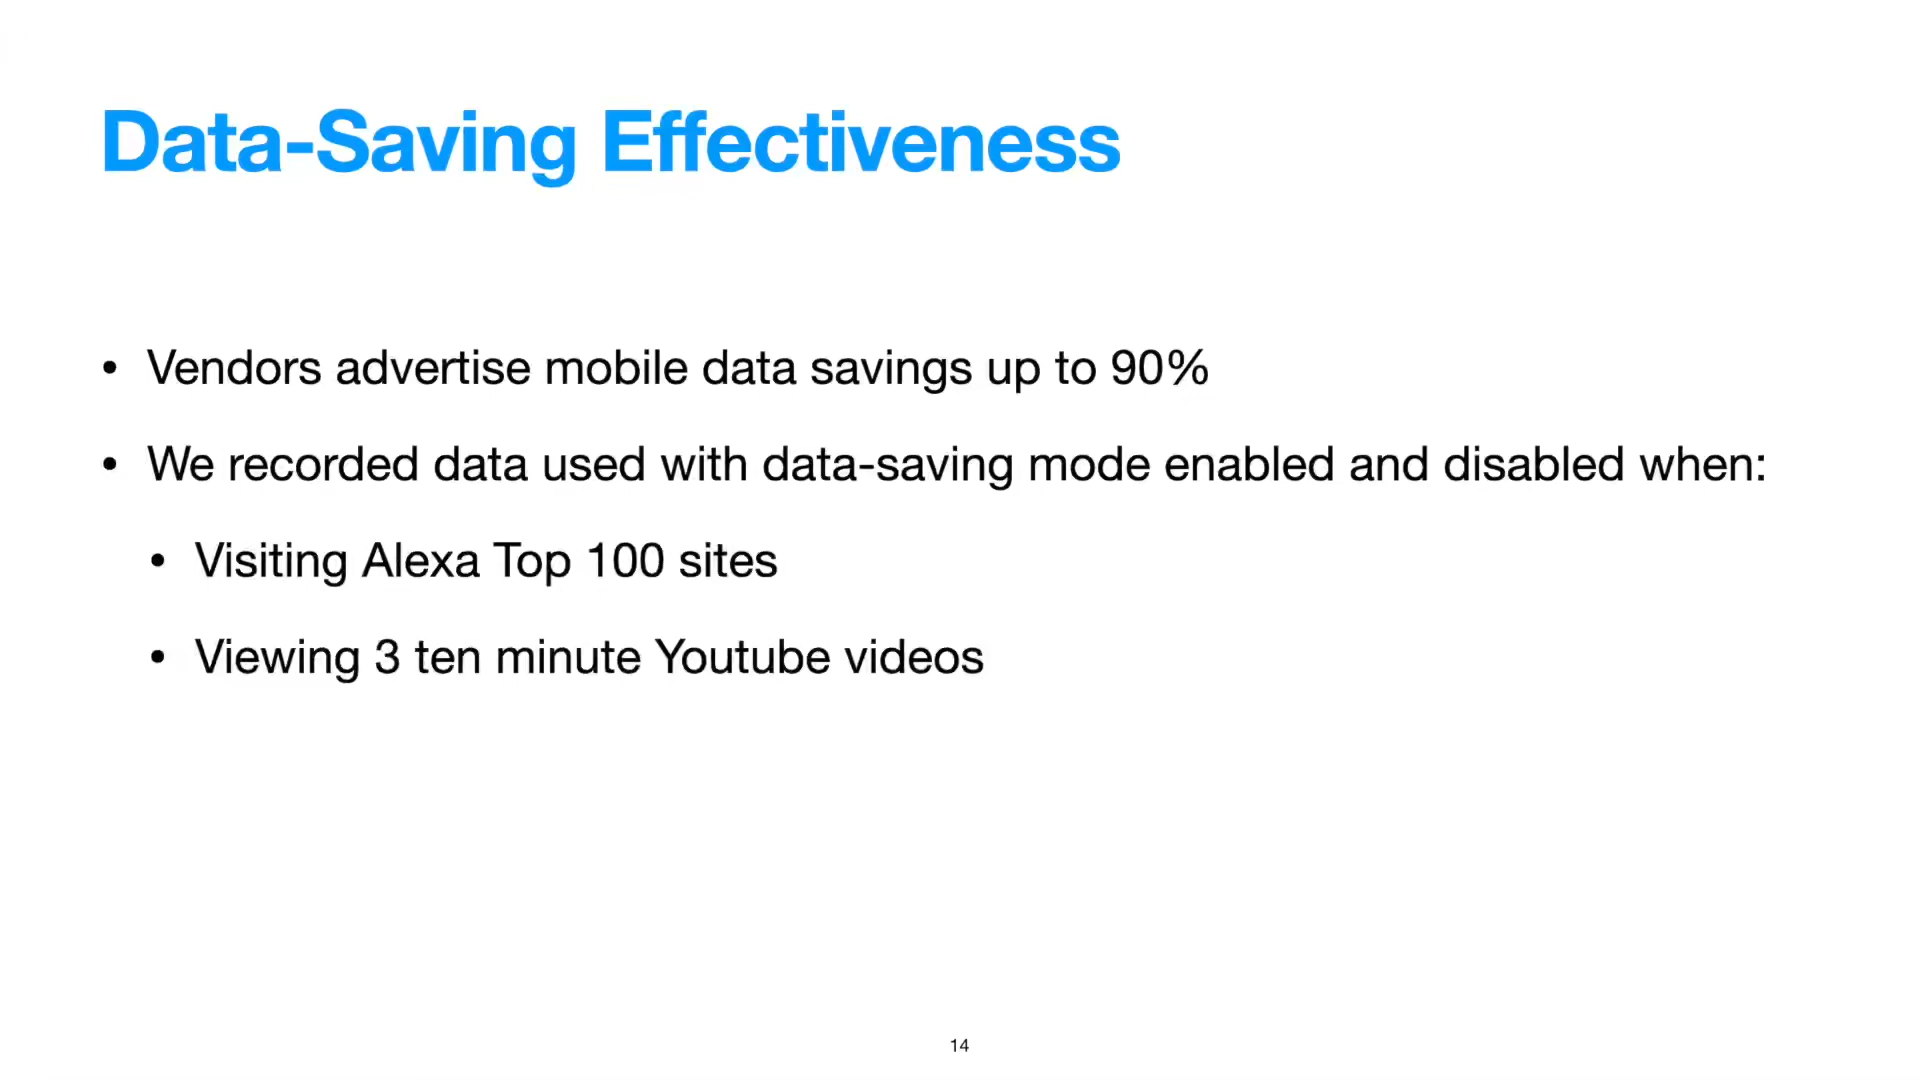 Data-Saving Effectiveness
• Vendors advertise mobile data savings up to 90%
• We recorded data used with data-saving mode enabled and disabled when:
• Visiting Alexa Top 100 sites
• Viewing 3 ten minute Youtube videos
14